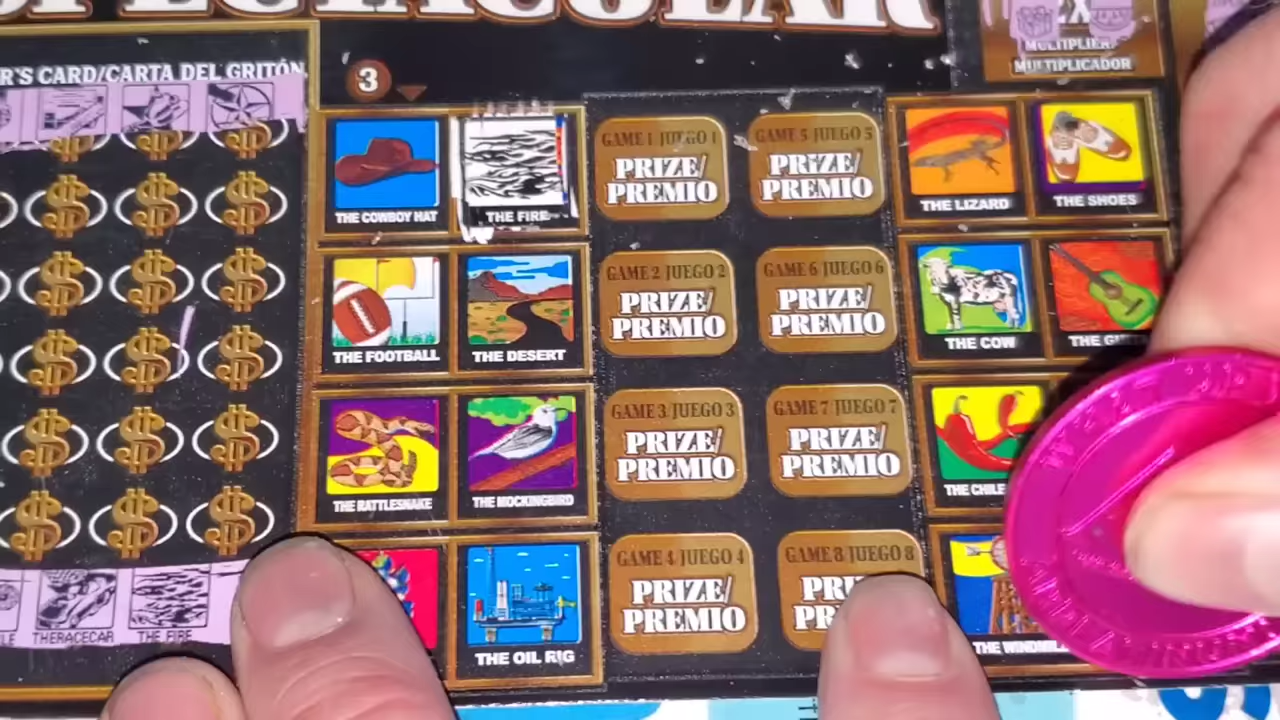 SPECTACULAR
R'S CARD/CARTA DEL GRITÓN
3
MULTIPLIER/
MULTIPLICADOR
THE COWBOY HAT
THE FIRE
GAME 1 JUEGO 1
PRIZE/
PREMIO
GAME 5 JUEGO 5
PRIZE/
PREMIO
THE LIZARD
THE SHOES
THE FOOTBALL
THE DESERT
GAME 2 JUEGO 2
PRIZE/
PREMIO
GAME 6 JUEGO 6
PRIZE/
PREMIO
THE COW
THE RATTLESNAKE
THE MOCKINGBIRD
GAME 3 JUEGO 3
PRIZE/
PREMIO
GAME 7 JUEGO 7
PRIZE/
PREMIO
THE CHILE
THE RACECAR
THE FIRE
THE OIL RIG
GAME 4 JUEGO 4
PRIZE/
PREMIO
GAME 8 JUEGO 8
THE WINDMILL